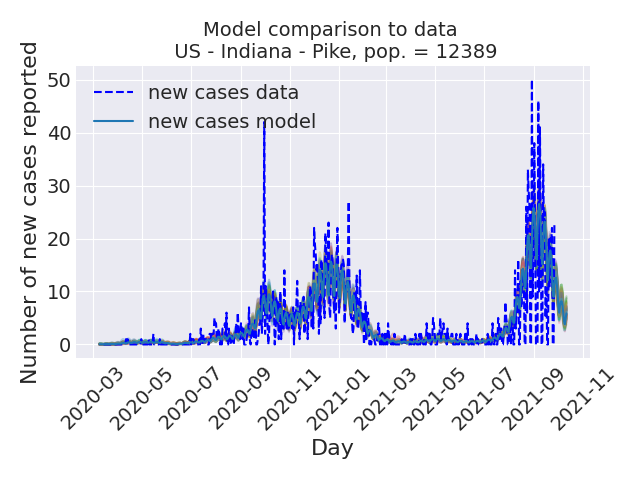 Model comparison to data
US - Indiana - Pike, pop. = 12389
Number of new cases reported
50
40
30
20
10
0
new cases data
new cases model
2020-03
2020-05
2020-07
2020-09
2020-11
2021-01
2021-03
2021-05
2021-07
2021-09
2021-11
Day